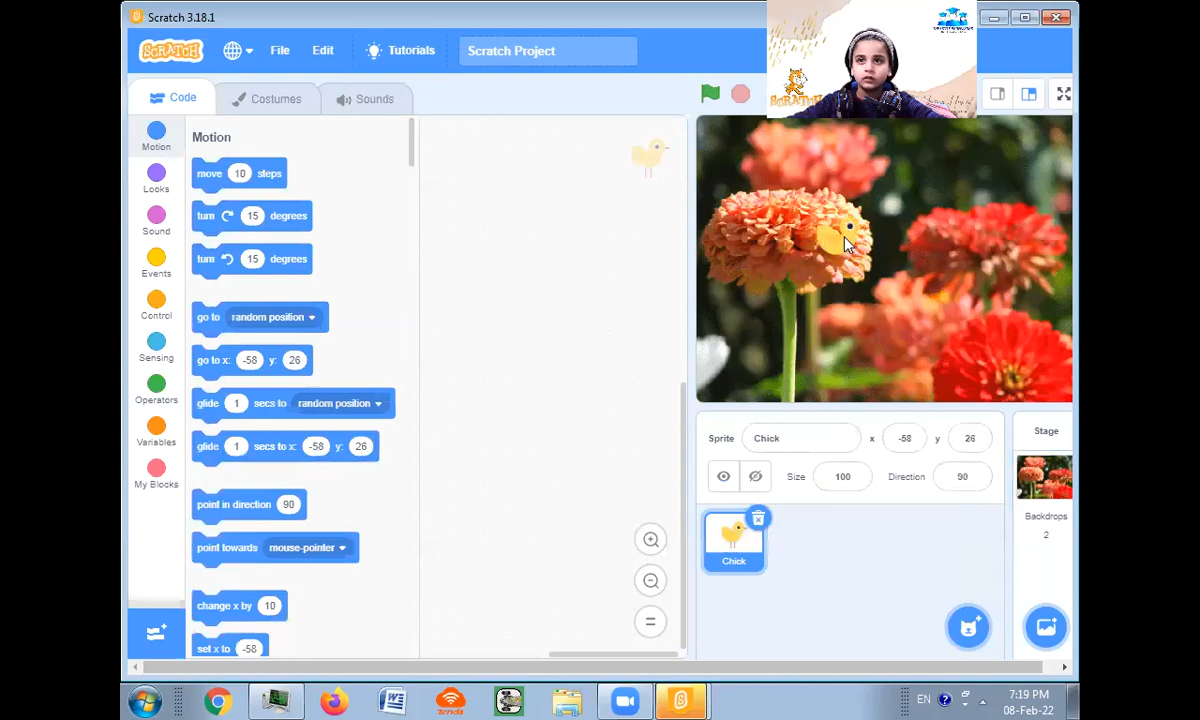 Scratch 3.18.1
SCRATCH
File
Edit
Tutorials
Scratch Project
SCRATCH
Code
Costumes
Sounds
Motion
Looks
Sound
Events
Control
Sensing
Operators
Variables
My Blocks
Motion
move 10 steps
turn 15 degrees
turn 15 degrees
go to random position
go to x: -58 y: 26
glide 1 secs to random position
glide 1 secs to x: -58 y: 26
point in direction 90
point towards mouse-pointer
change x by 10
set x to -58
Sprite Chick x -58 y 26
Size 100 Direction 90
Chick
Stage
Backdrops
2
Tenda
EN
7:19 PM
08-Feb-22